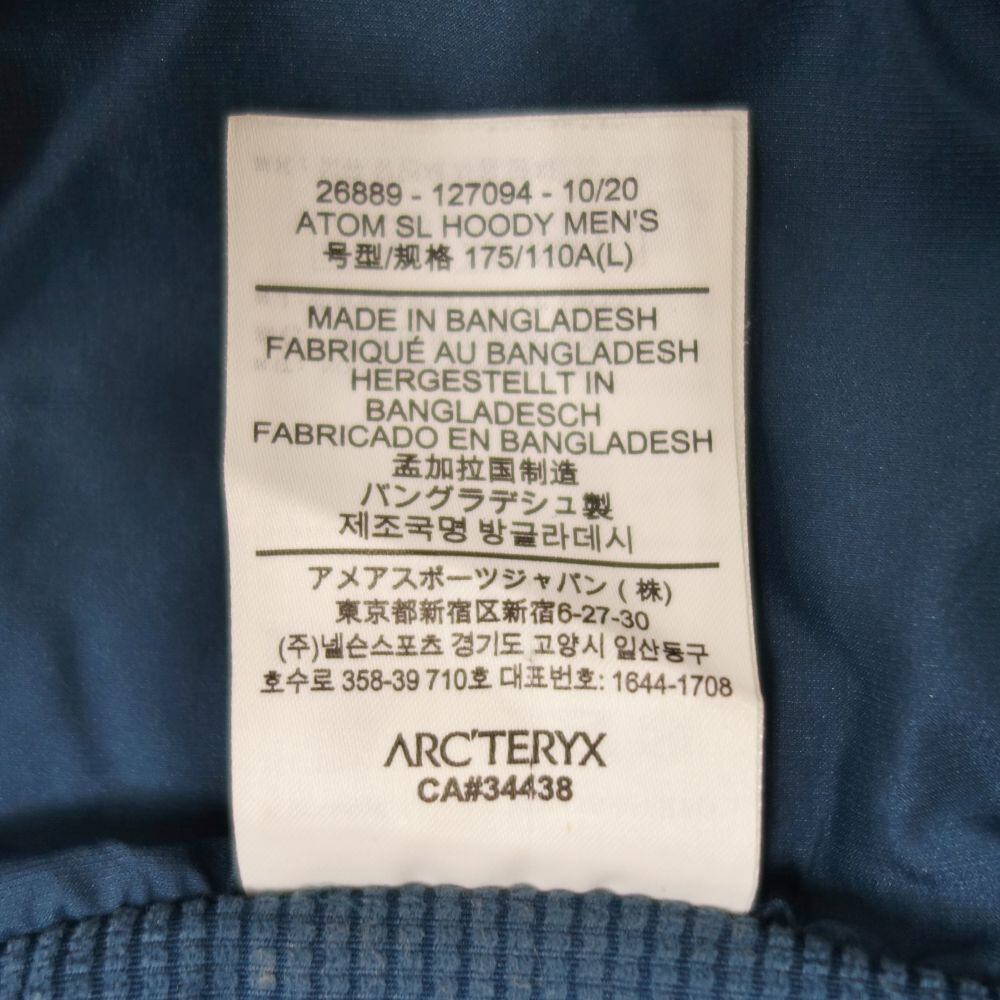 26889 - 127094 - 10/20
ATOM SL HOODY MEN'S
号型/规格 175/110A(L)
MADE IN BANGLADESH
FABRIQUÉ AU BANGLADESH
HERGESTELLT IN
BANGLADESCH
FABRICADO EN BANGLADESH
孟加拉国制造
バングラデシュ製
제조국명 방글라데시
アメアスポーツジャパン ( 株)
東京都新宿区新宿6-27-30
(주)넬슨스포츠 경기도 고양시 일산동구
호수로 358-39 710호 대표번호: 1644-1708
ARC'TERYX
CA#34438